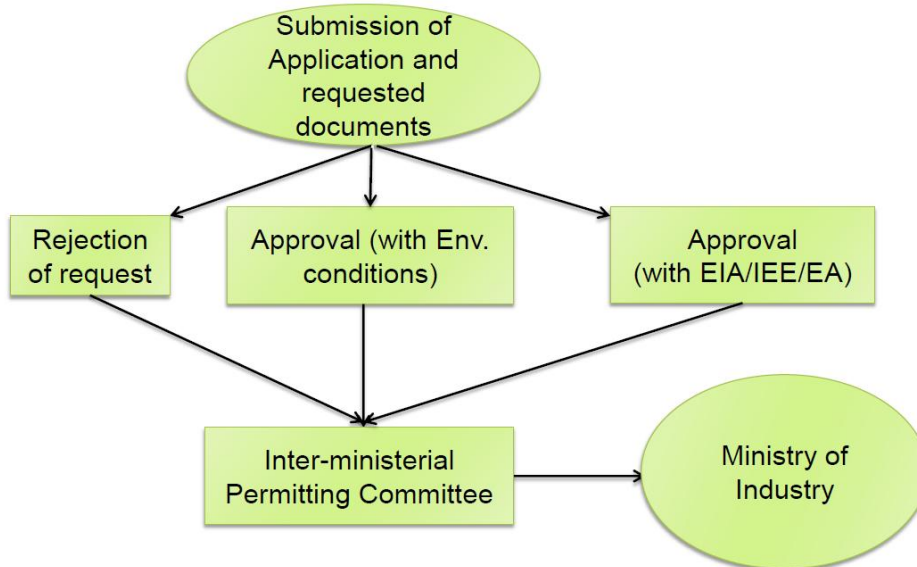 Submission of
Application and
requested
documents
Rejection
of request
Approval (with Env.
conditions)
Approval
(with EIA/IEE/EA)
Inter-ministerial
Permitting Committee
Ministry of
Industry